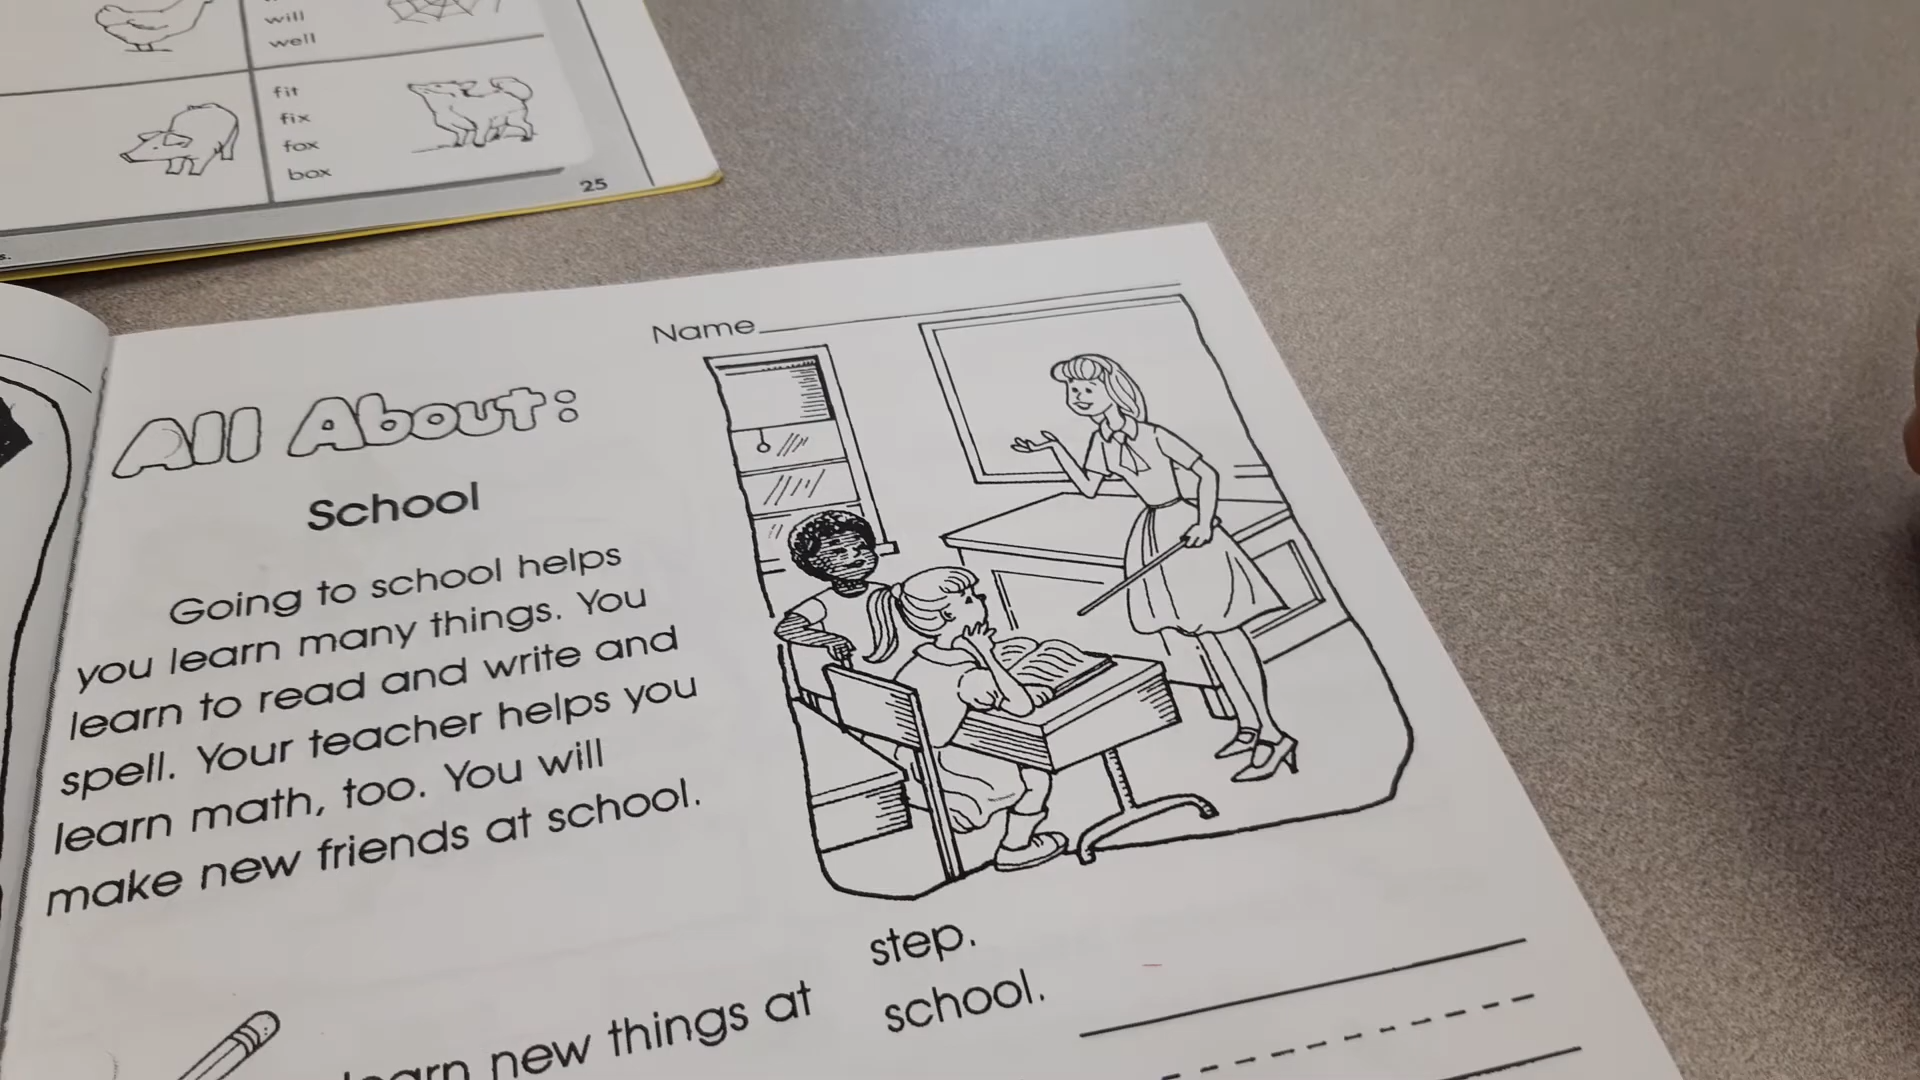 will
well
fit
fix
fox
box
25
Name
All About:
School
Going to school helps
you learn many things. You
learn to read and write and
spell. Your teacher helps you
learn math, too. You will
make new friends at school.
step.
school.
new things at